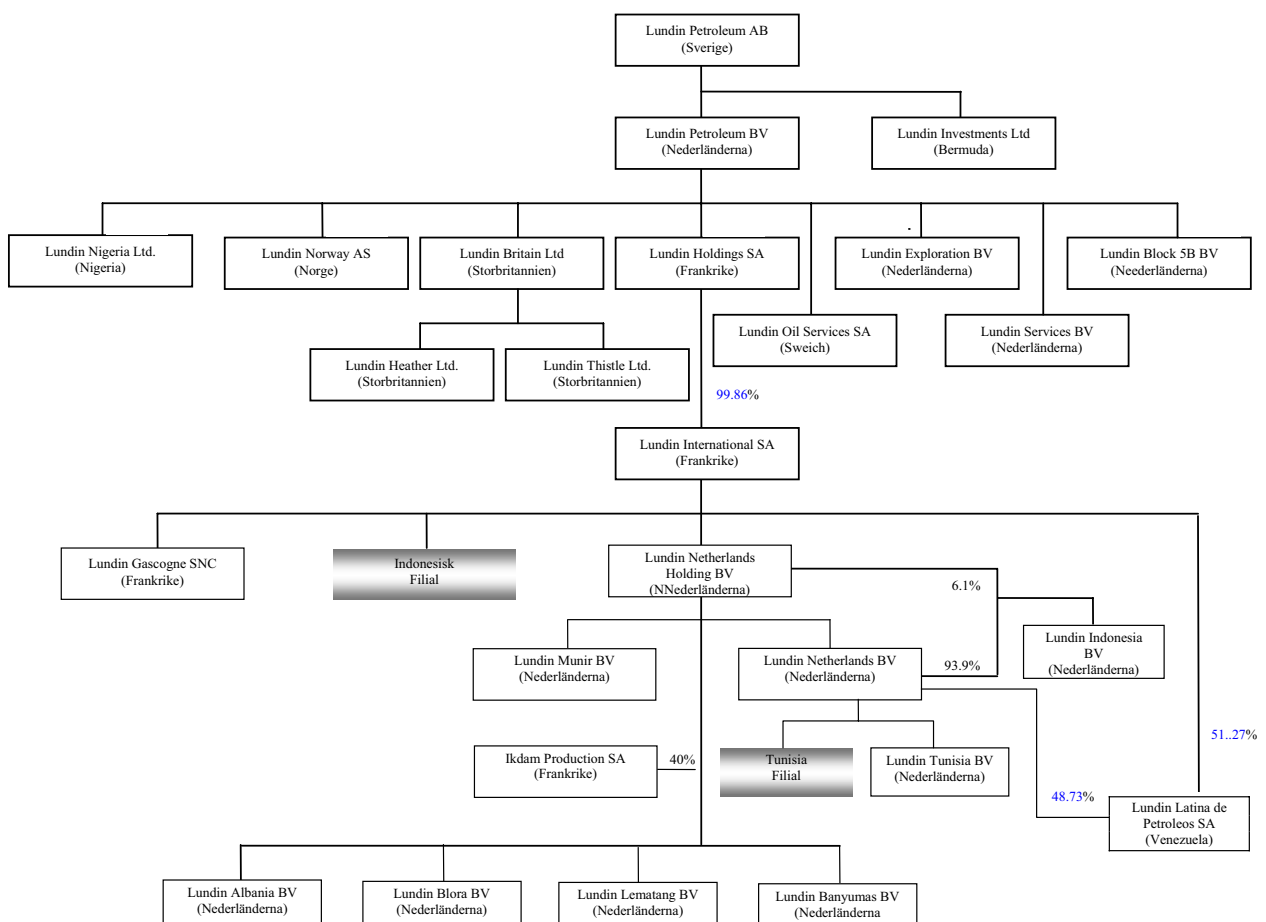 Lundin Petroleum AB
(Sverige)
Lundin Petroleum BV
(Nederländerna)
Lundin Investments Ltd
(Bermuda)
Lundin Nigeria Ltd.
(Nigeria)
Lundin Norway AS
(Norge)
Lundin Britain Ltd
(Storbritannien)
Lundin Holdings SA
(Frankrike)
Lundin Exploration BV
(Nederländerna)
Lundin Block 5B BV
(Neederländerna)
Lundin Oil Services SA
(Sweich)
Lundin Services BV
(Nederländerna)
Lundin Heather Ltd.
(Storbritannien)
Lundin Thistle Ltd.
(Storbritannien)
99.86%
Lundin International SA
(Frankrike)
Lundin Gascogne SNC
(Frankrike)
Indonesisk
Filial
Lundin Netherlands
Holding BV
(NNederländerna)
6.1%
Lundin Indonesia
BV
(Nederländerna)
Lundin Munir BV
(Nederländerna)
Lundin Netherlands BV
(Nederländerna)
93.9%
51..27%
Ikdam Production SA
(Frankrike)
40%
Tunisia
Filial
Lundin Tunisia BV
(Nederländerna)
48.73%
Lundin Latina de
Petroleos SA
(Venezuela)
Lundin Albania BV
(Nederländerna)
Lundin Blora BV
(Nederländerna)
Lundin Lematang BV
(Nederländerna)
Lundin Banyumas BV
(Nederländerna